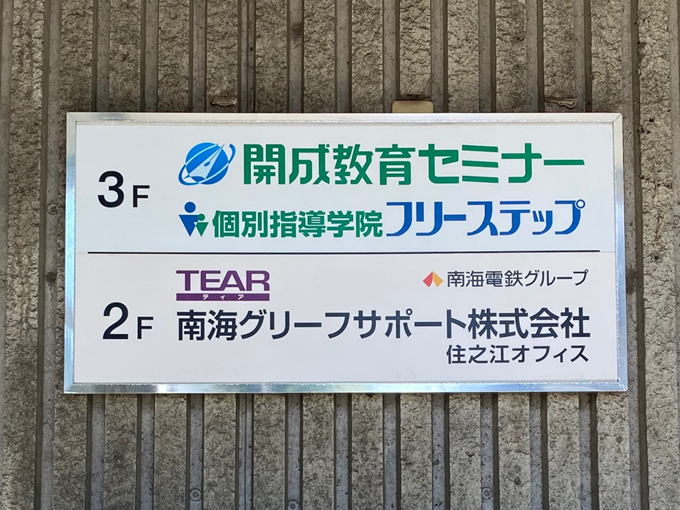 3F
開成教育セミナー
個別指導学院フリーステップ
2F
TEAR
ティア
南海電鉄グループ
南海グリーフサポート株式会社
住之江オフィス